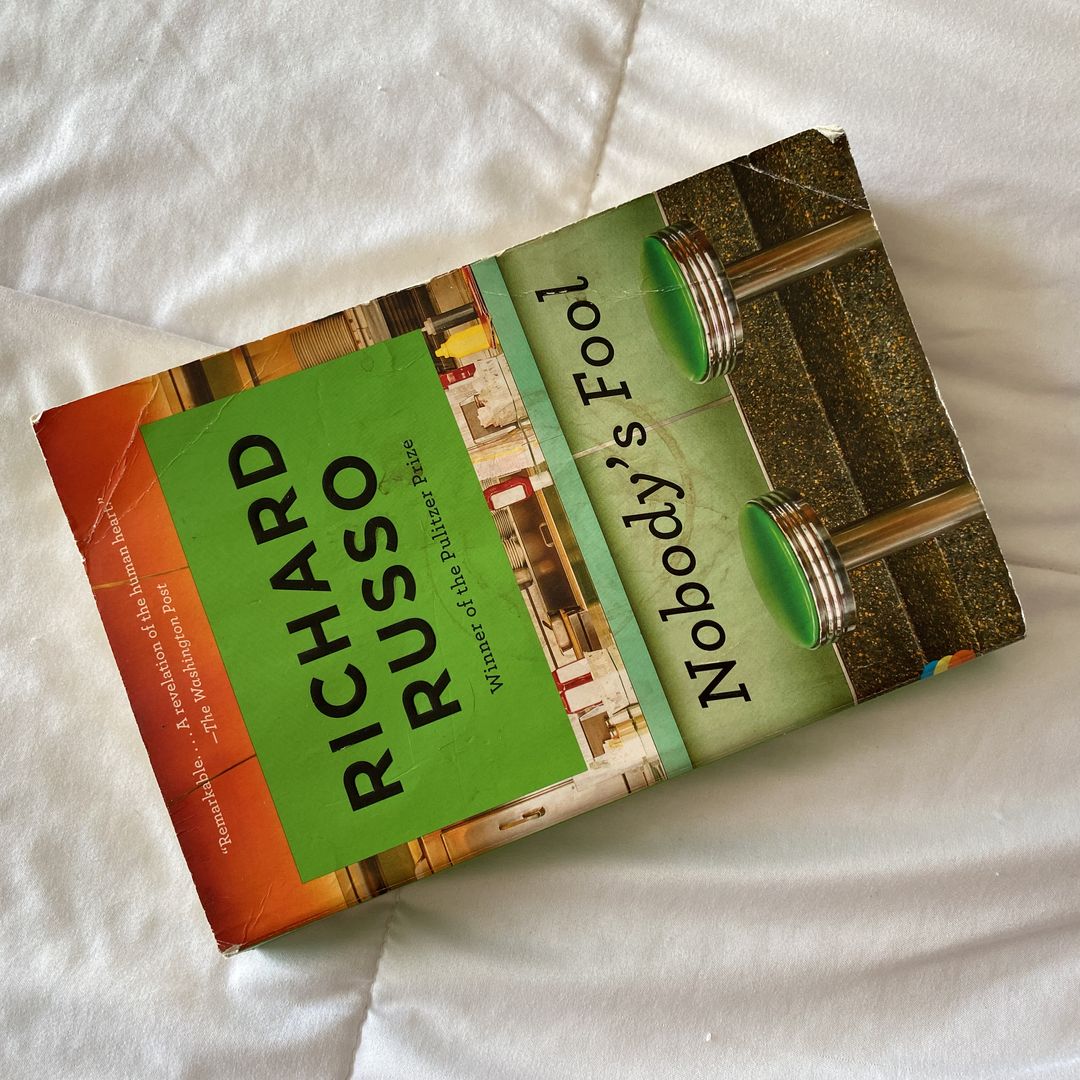 “Remarkable. . . . A revelation of the human heart.”
—The Washington Post
RICHARD
RUSSO
Winner of the Pulitzer Prize
Nobody’s Fool